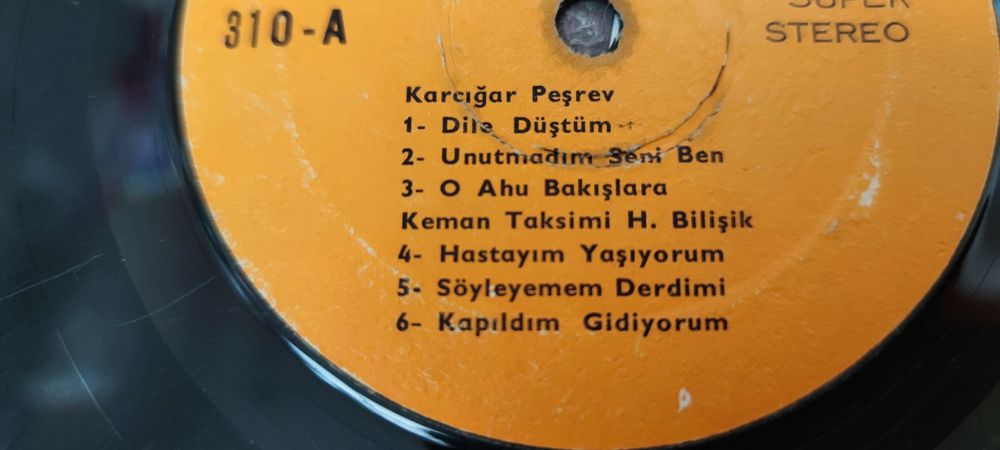 310-A
SUPER
STEREO
Karcığar Peşrev
1- Dile Düştüm
2- Unutmadım Seni Ben
3- O Ahu Bakışlara
Keman Taksimi H. Bilişik
4- Hastayım Yaşıyorum
5- Söyleyemem Derdimi
6- Kapıldım Gidiyorum